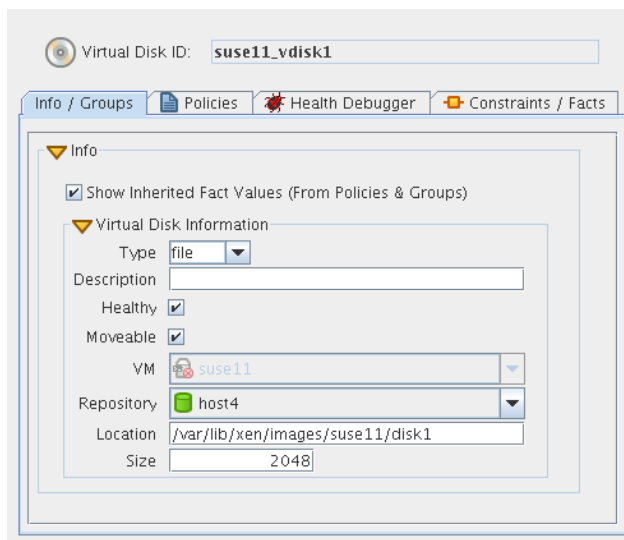 Virtual Disk ID: suse11_vdisk1
Info / Groups Policies Health Debugger Constraints / Facts
Info
Show Inherited Fact Values (From Policies & Groups)
Virtual Disk Information
Type file
Description
Healthy
Moveable
VM suse11
Repository host4
Location /var/lib/xen/images/suse11/disk1
Size 2048